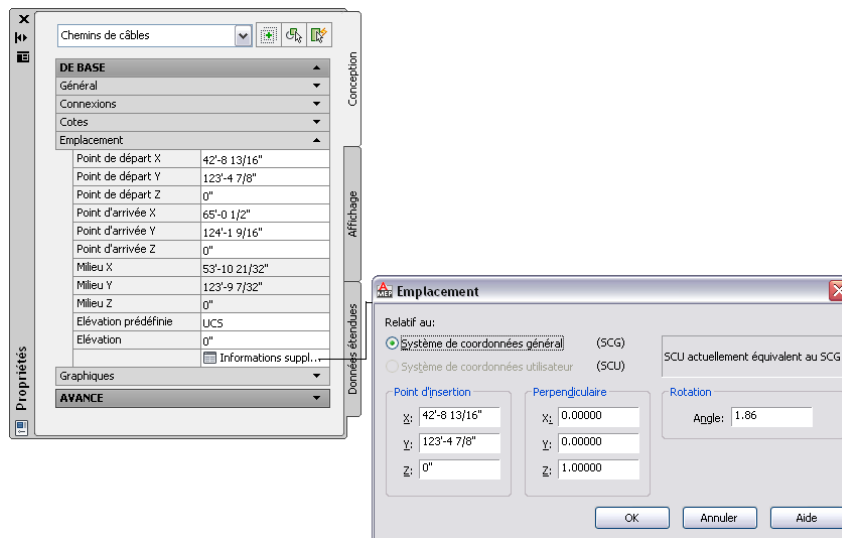 Chemins de câbles
DE BASE
Général
Connexions
Cotes
Emplacement
Point de départ X 42'-8 13/16"
Point de départ Y 123'-4 7/8"
Point de départ Z 0"
Point d'arrivée X 65'-0 1/2"
Point d'arrivée Y 124'-1 9/16"
Point d'arrivée Z 0"
Milieu X 53'-10 21/32"
Milieu Y 123'-9 7/32"
Milieu Z 0"
Elévation prédéfinie UCS
Elévation 0"
Informations suppl...
Graphiques
AVANCE
Conception
Affichage
Données étendues
Propriétés
MEP
Emplacement
Relatif au:
Système de coordonnées général (SCG)
Système de coordonnées utilisateur (SCU)
SCU actuellement équivalent au SCG
Point d'insertion
X: 42'-8 13/16"
Y: 123'-4 7/8"
Z: 0"
Perpendiculaire
X: 0.00000
Y: 0.00000
Z: 1.00000
Rotation
Angle: 1.86
OK Annuler Aide